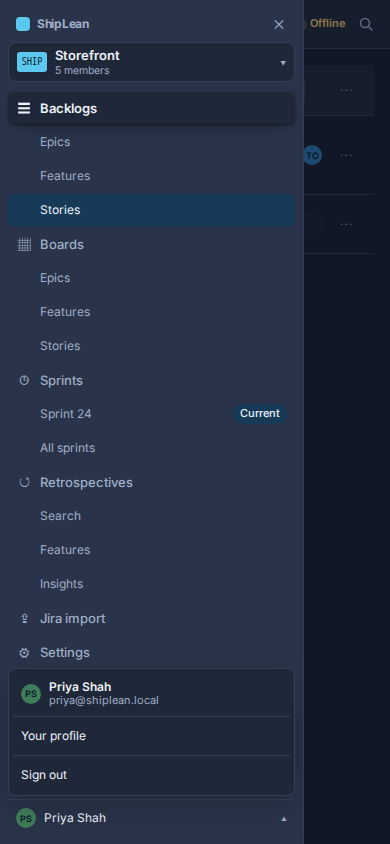 ShipLean
Offline
SHIP
Storefront
5 members
Backlogs
Epics
Features
TO
Stories
Boards
Epics
Features
Stories
Sprints
Sprint 24
Current
All sprints
Retrospectives
Search
Features
Insights
Jira import
Settings
PS
Priya Shah
priya@shiplean.local
Your profile
Sign out
PS
Priya Shah